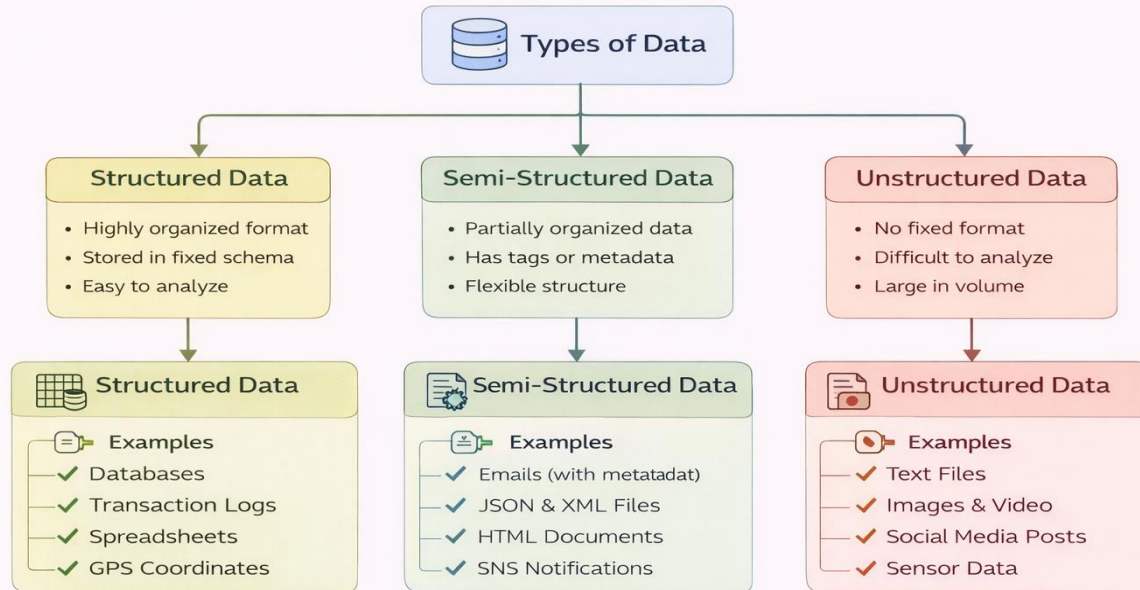 Types of Data
Structured Data
• Highly organized format
• Stored in fixed schema
• Easy to analyze
Semi-Structured Data
• Partially organized data
• Has tags or metadata
• Flexible structure
Unstructured Data
• No fixed format
• Difficult to analyze
• Large in volume
Structured Data
Examples
Databases
Transaction Logs
Spreadsheets
GPS Coordinates
Semi-Structured Data
Examples
Emails (with metatadat)
JSON & XML Files
HTML Documents
SNS Notifications
Unstructured Data
Examples
Text Files
Images & Video
Social Media Posts
Sensor Data